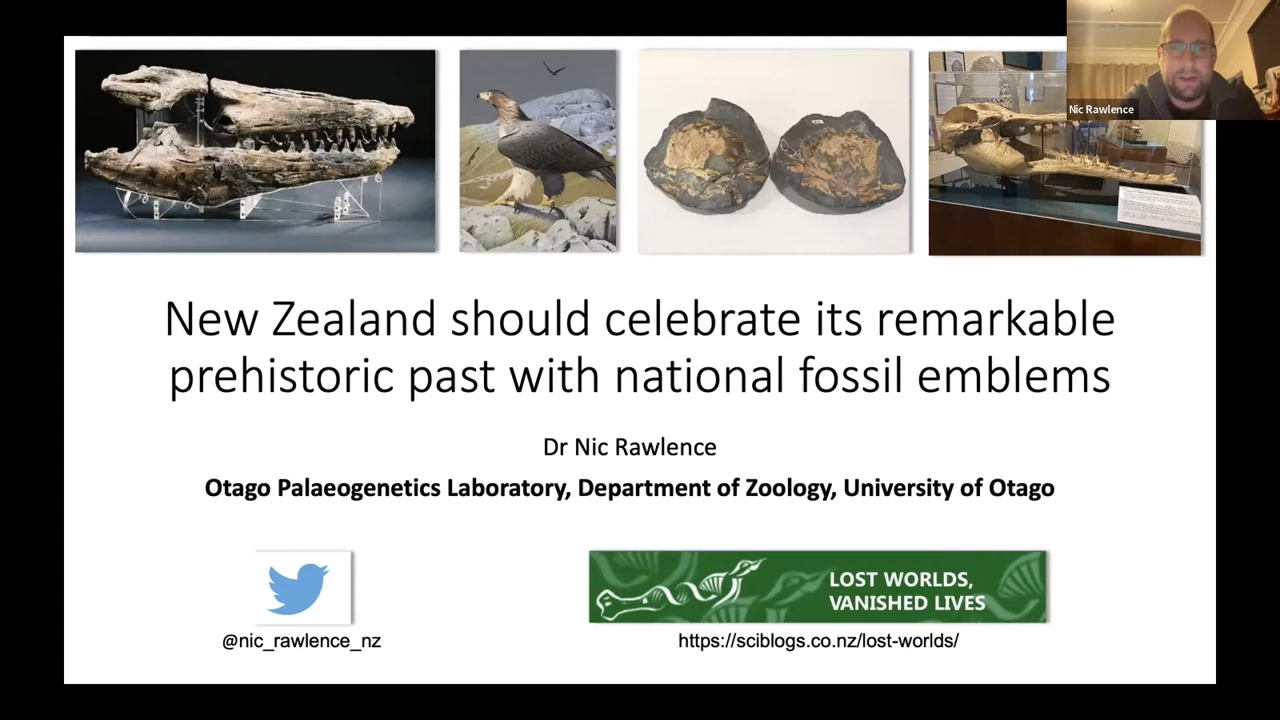 Nic Rawlence
New Zealand should celebrate its remarkable
prehistoric past with national fossil emblems
Dr Nic Rawlence
Otago Palaeogenetics Laboratory, Department of Zoology, University of Otago
LOST WORLDS,
VANISHED LIVES
@nic_rawlence_nz
https://sciblogs.co.nz/lost-worlds/